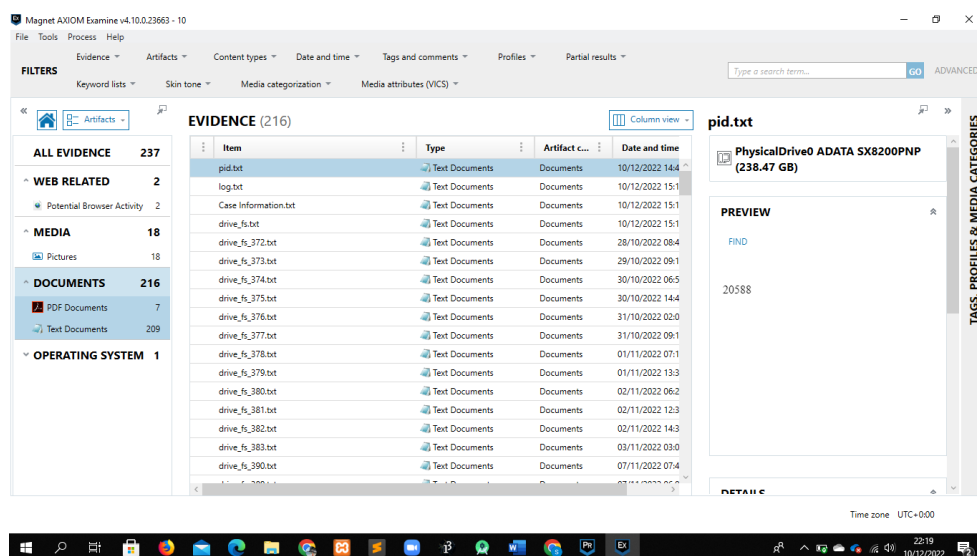 Magnet AXIOM Examine v4.10.0.23663 - 10
File Tools Process Help
FILTERS
Evidence Artifacts Content types Date and time Tags and comments Profiles Partial results
Keyword lists Skin tone Media categorization Media attributes (VICS)
Type a search term... GO ADVANCED
Artifacts
ALL EVIDENCE 237
WEB RELATED 2
Potential Browser Activity 2
MEDIA 18
Pictures 18
DOCUMENTS 216
PDF Documents 7
Text Documents 209
OPERATING SYSTEM 1
EVIDENCE (216)
Column view
Item Type Artifact c... Date and time
pid.txt Text Documents Documents 10/12/2022 14:4
log.txt Text Documents Documents 10/12/2022 15:1
Case Information.txt Text Documents Documents 10/12/2022 15:1
drive_fs.txt Text Documents Documents 10/12/2022 15:1
drive_fs_372.txt Text Documents Documents 28/10/2022 08:4
drive_fs_373.txt Text Documents Documents 29/10/2022 09:1
drive_fs_374.txt Text Documents Documents 30/10/2022 06:5
drive_fs_375.txt Text Documents Documents 30/10/2022 14:4
drive_fs_376.txt Text Documents Documents 31/10/2022 02:0
drive_fs_377.txt Text Documents Documents 31/10/2022 09:1
drive_fs_378.txt Text Documents Documents 01/11/2022 07:1
drive_fs_379.txt Text Documents Documents 01/11/2022 13:3
drive_fs_380.txt Text Documents Documents 02/11/2022 06:2
drive_fs_381.txt Text Documents Documents 02/11/2022 12:3
drive_fs_382.txt Text Documents Documents 02/11/2022 14:3
drive_fs_383.txt Text Documents Documents 03/11/2022 03:0
drive_fs_390.txt Text Documents Documents 07/11/2022 07:4
pid.txt
PhysicalDrive0 ADATA SX8200PNP
(238.47 GB)
PREVIEW
FIND
20588
DETAILS
TAGS, PROFILES & MEDIA CATEGORIES
Time zone UTC+0:00
22:19
10/12/2022